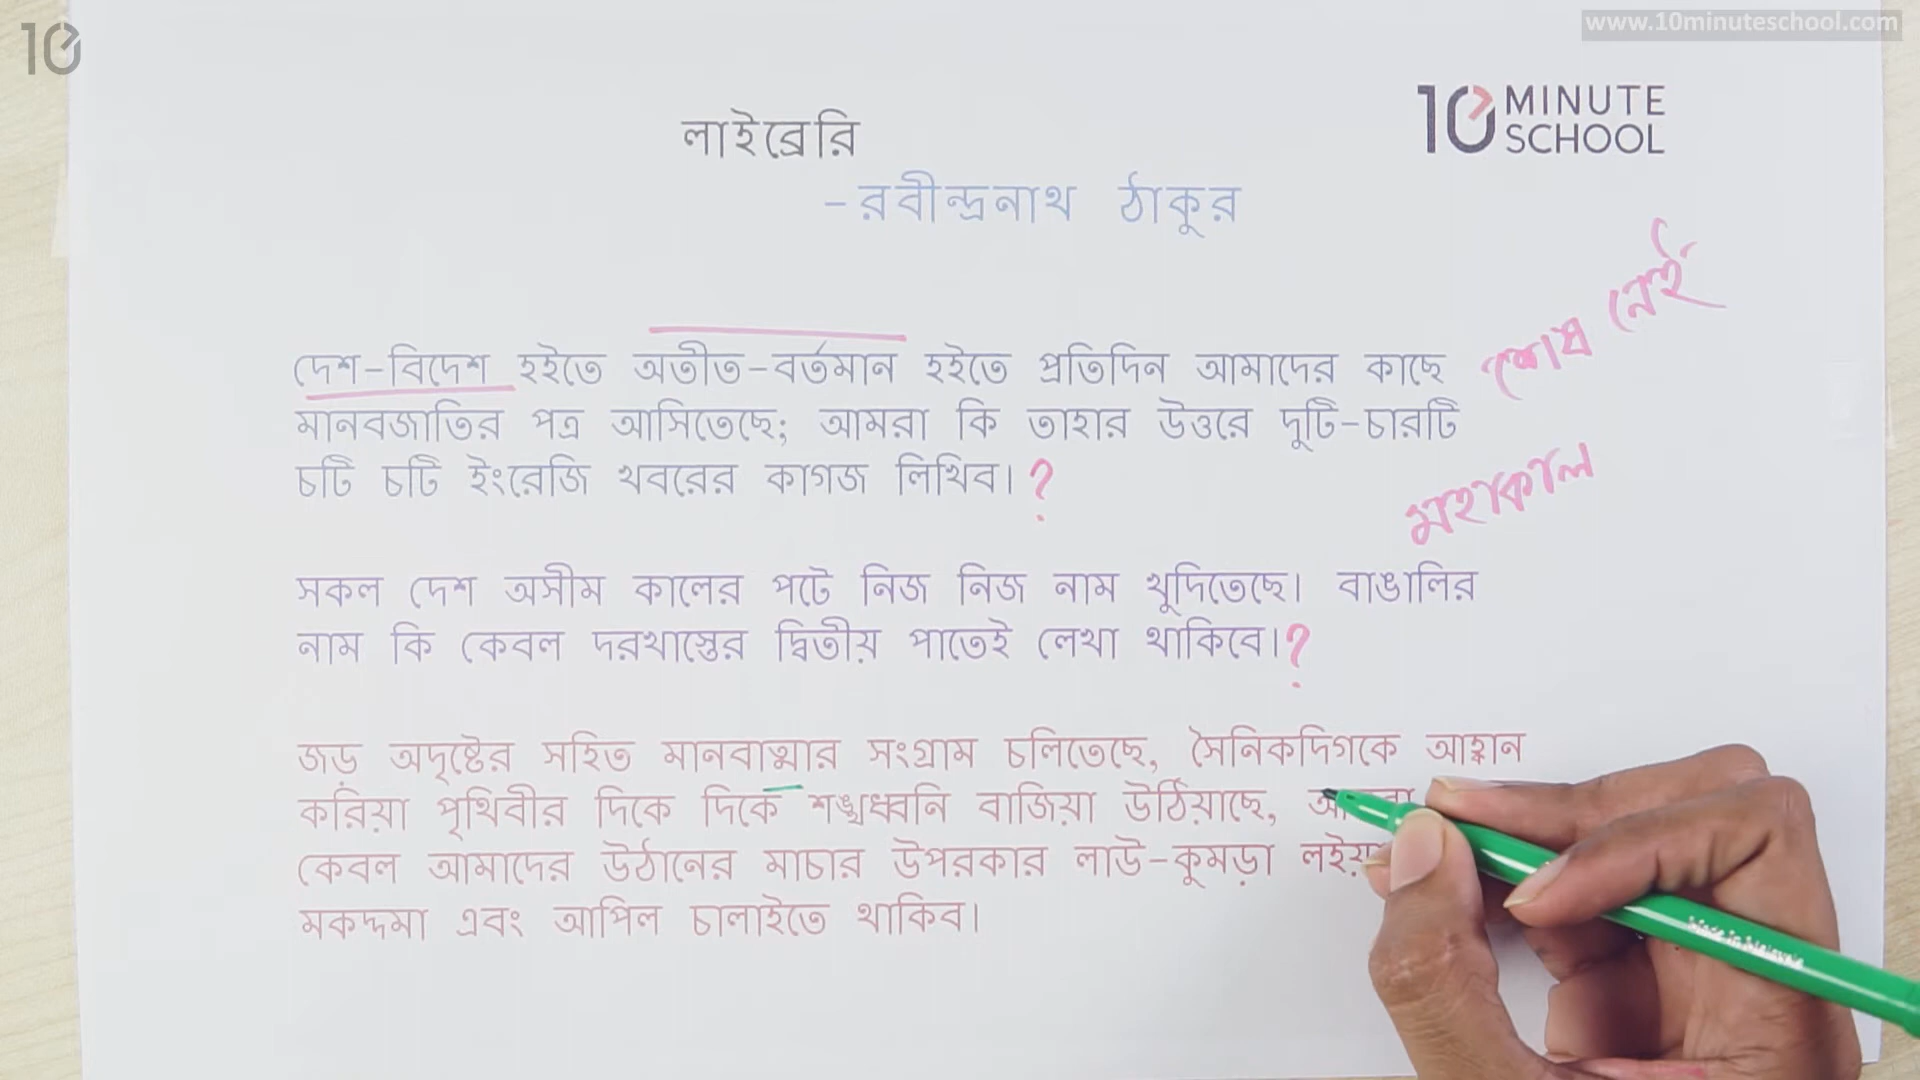 10
www.10minuteschool.com
10 MINUTE SCHOOL
লাইব্রেরি
-রবীন্দ্রনাথ ঠাকুর
শেষ নেই
দেশ-বিদেশ হইতে অতীত-বর্তমান হইতে প্রতিদিন আমাদের কাছে
মানবজাতির পত্র আসিতেছে; আমরা কি তাহার উত্তরে দুটি-চারটি
চটি চটি ইংরেজি খবরের কাগজ লিখিব।?
মহাকাল
সকল দেশ অসীম কালের পটে নিজ নিজ নাম খুদিতেছে। বাঙালির
নাম কি কেবল দরখাস্তের দ্বিতীয় পাতেই লেখা থাকিবে।?
জড় অদৃষ্টের সহিত মানবাত্মার সংগ্রাম চলিতেছে, সৈনিকদিগকে আহ্বান
করিয়া পৃথিবীর দিকে দিকে শঙ্খধ্বনি বাজিয়া উঠিয়াছে,
কেবল আমাদের উঠানের মাচার উপরকার লাউ-কুমড়া লইয়া
মকদ্দমা এবং আপিল চালাইতে থাকিব।